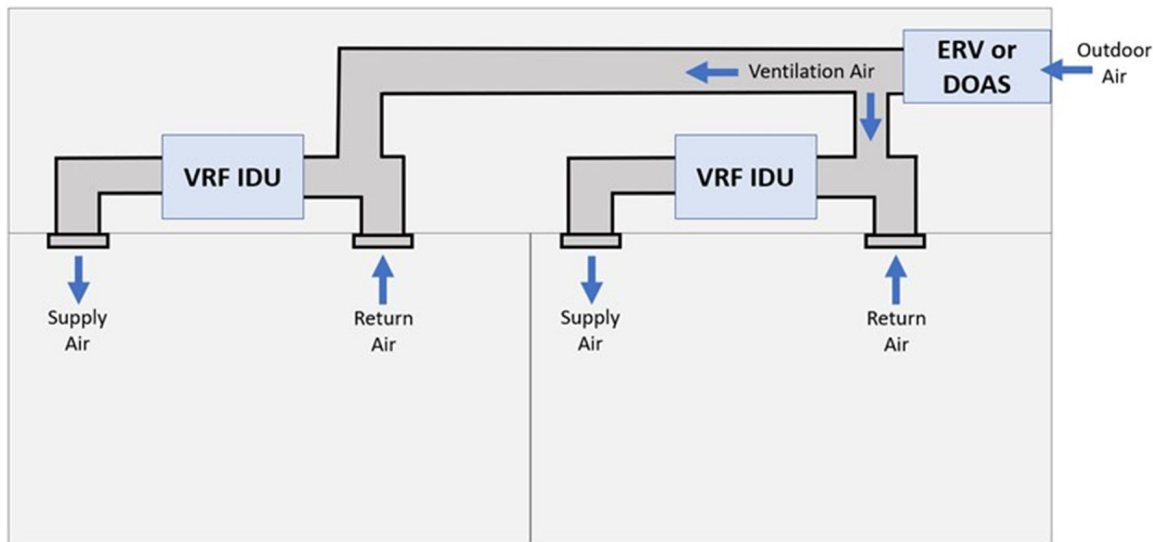 ERV or
DOAS
Outdoor
Air
Ventilation Air
VRF IDU
VRF IDU
Supply
Air
Return
Air
Supply
Air
Return
Air